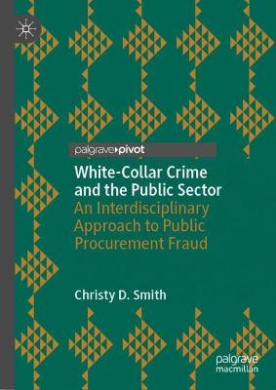 palgrave▸pivot
White-Collar Crime
and the Public Sector
An Interdisciplinary
Approach to Public
Procurement Fraud
Christy D. Smith
palgrave
macmillan